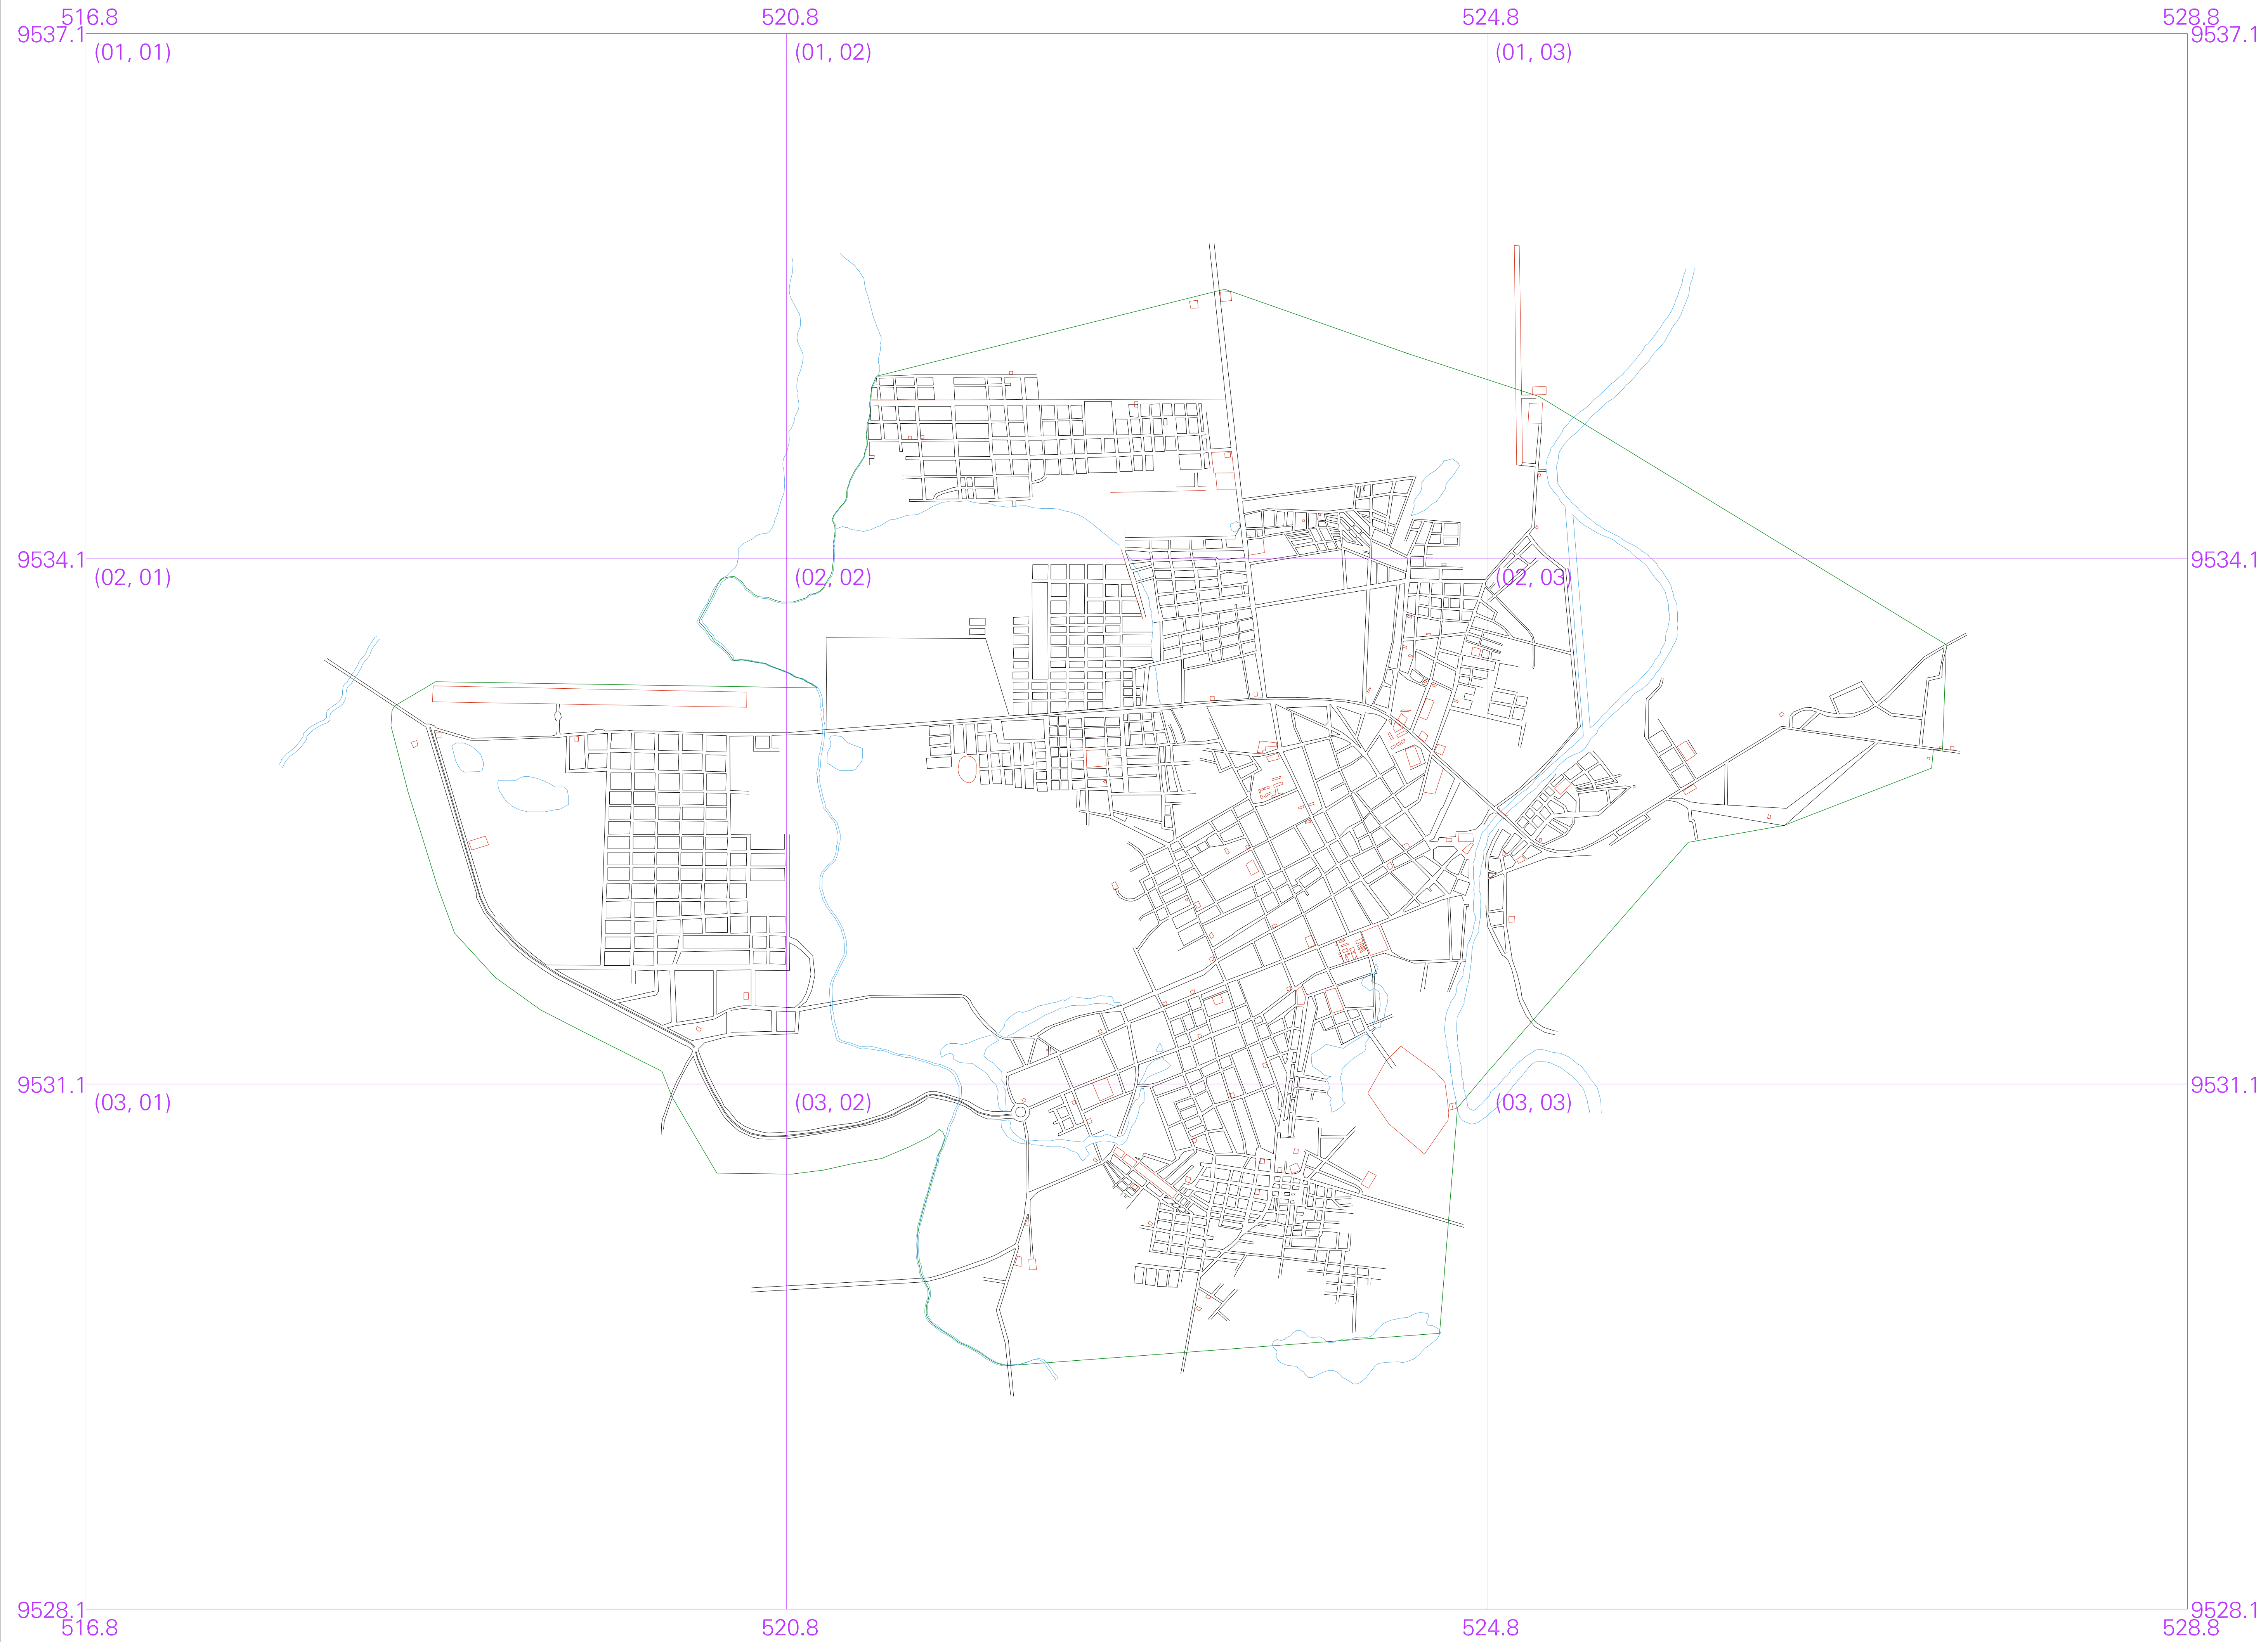 516.8 520.8 524.8 528.8
9537.1 9537.1
(01, 01) (01, 02) (01, 03)
9534.1 9534.1
(02, 01) (02, 02) (02, 03)
9531.1 9531.1
(03, 01) (03, 02) (03, 03)
9528.1 9528.1
516.8 520.8 524.8 528.8